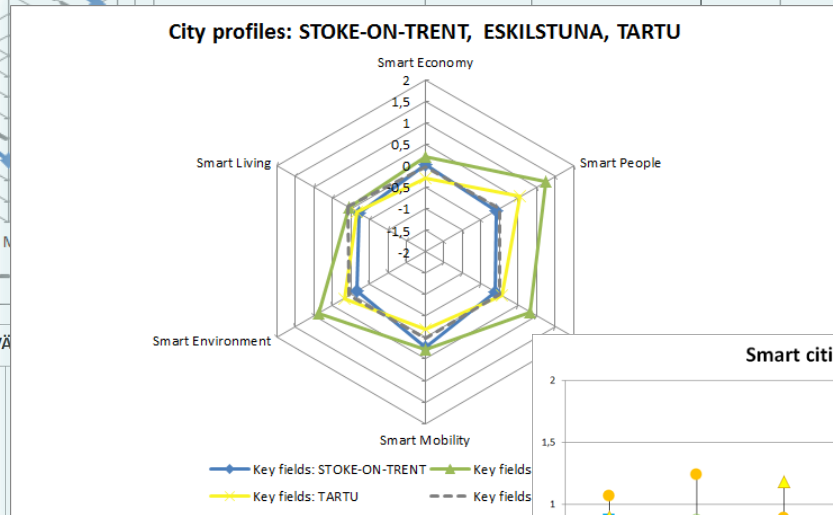 City profiles: STOKE-ON-TRENT, ESKILSTUNA, TARTU
Smart Economy
2
1,5
1
0,5
0
-0,5
-1
-1,5
-2
Smart Living
Smart People
Smart Environment
Smart Mobility
Key fields: STOKE-ON-TRENT
Key fields
Key fields: TARTU
Key fields
Smart citi
2
1,5
1